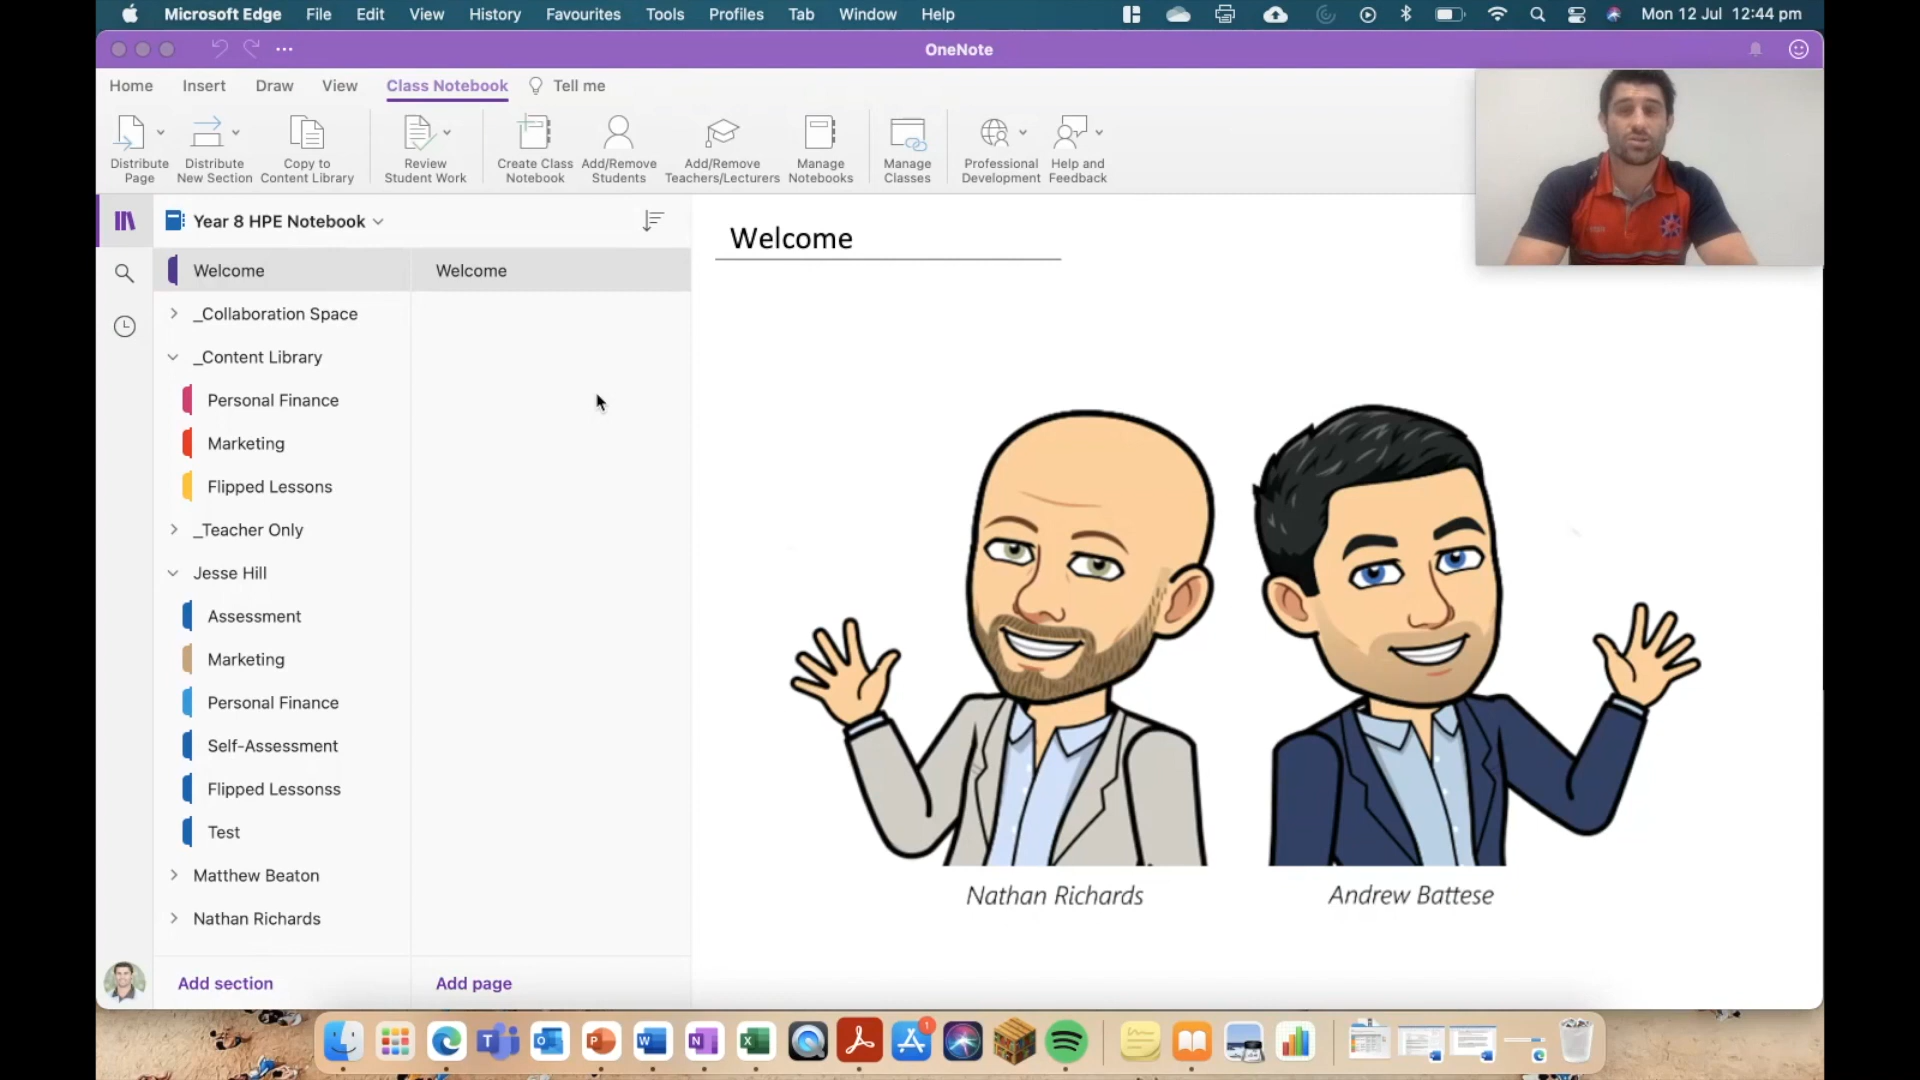 Microsoft Edge File Edit View History Favourites Tools Profiles Tab Window Help Mon 12 Jul 12:44 pm
OneNote
Home Insert Draw View Class Notebook Tell me
Distribute Page
Distribute New Section
Copy to Content Library
Review Student Work
Create Class Notebook
Add/Remove Students
Add/Remove Teachers/Lecturers
Manage Notebooks
Manage Classes
Professional Development
Help and Feedback
Year 8 HPE Notebook
Welcome
_Collaboration Space
_Content Library
Personal Finance
Marketing
Flipped Lessons
_Teacher Only
Jesse Hill
Assessment
Marketing
Personal Finance
Self-Assessment
Flipped Lessonss
Test
Matthew Beaton
Nathan Richards
Add section
Welcome
Add page
Welcome
Nathan Richards
Andrew Battese
1